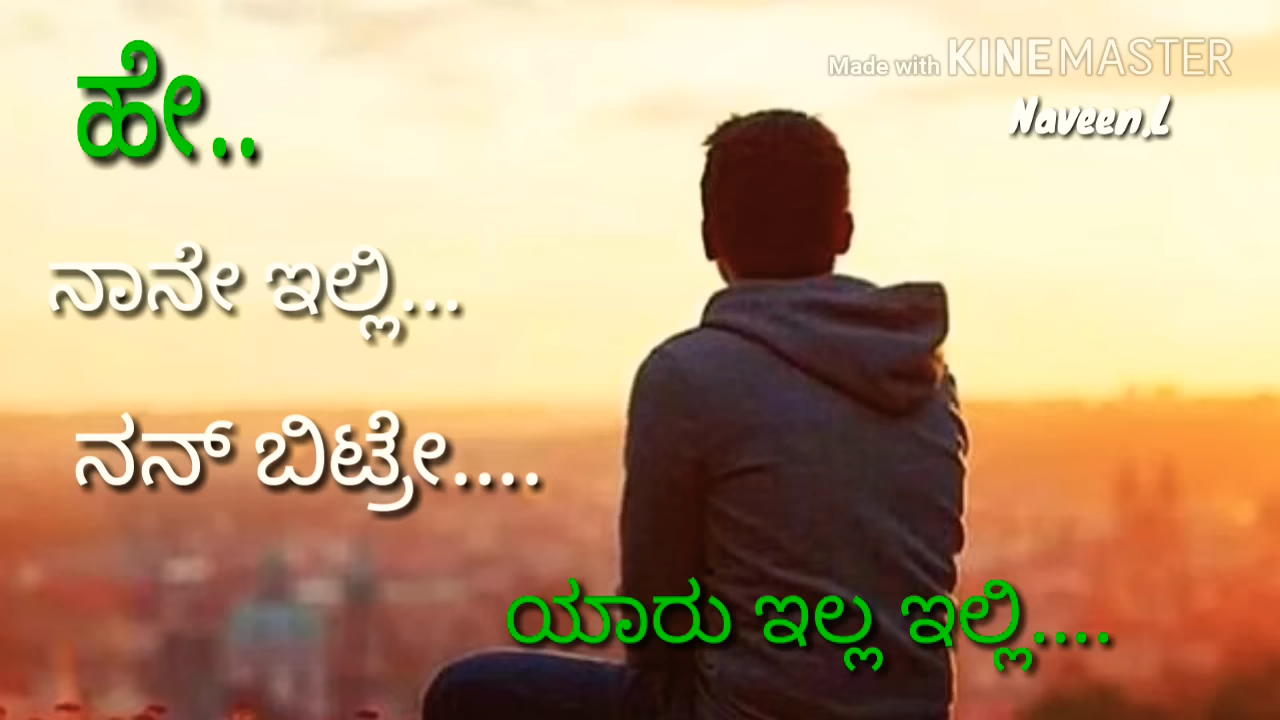 Made with KINEMASTER
Naveen,L
ಹೇ..
ನಾನೇ ಇಲ್ಲಿ...
ನನ್ ಬಿಟ್ರೇ....
ಯಾರು ಇಲ್ಲ ಇಲ್ಲಿ....